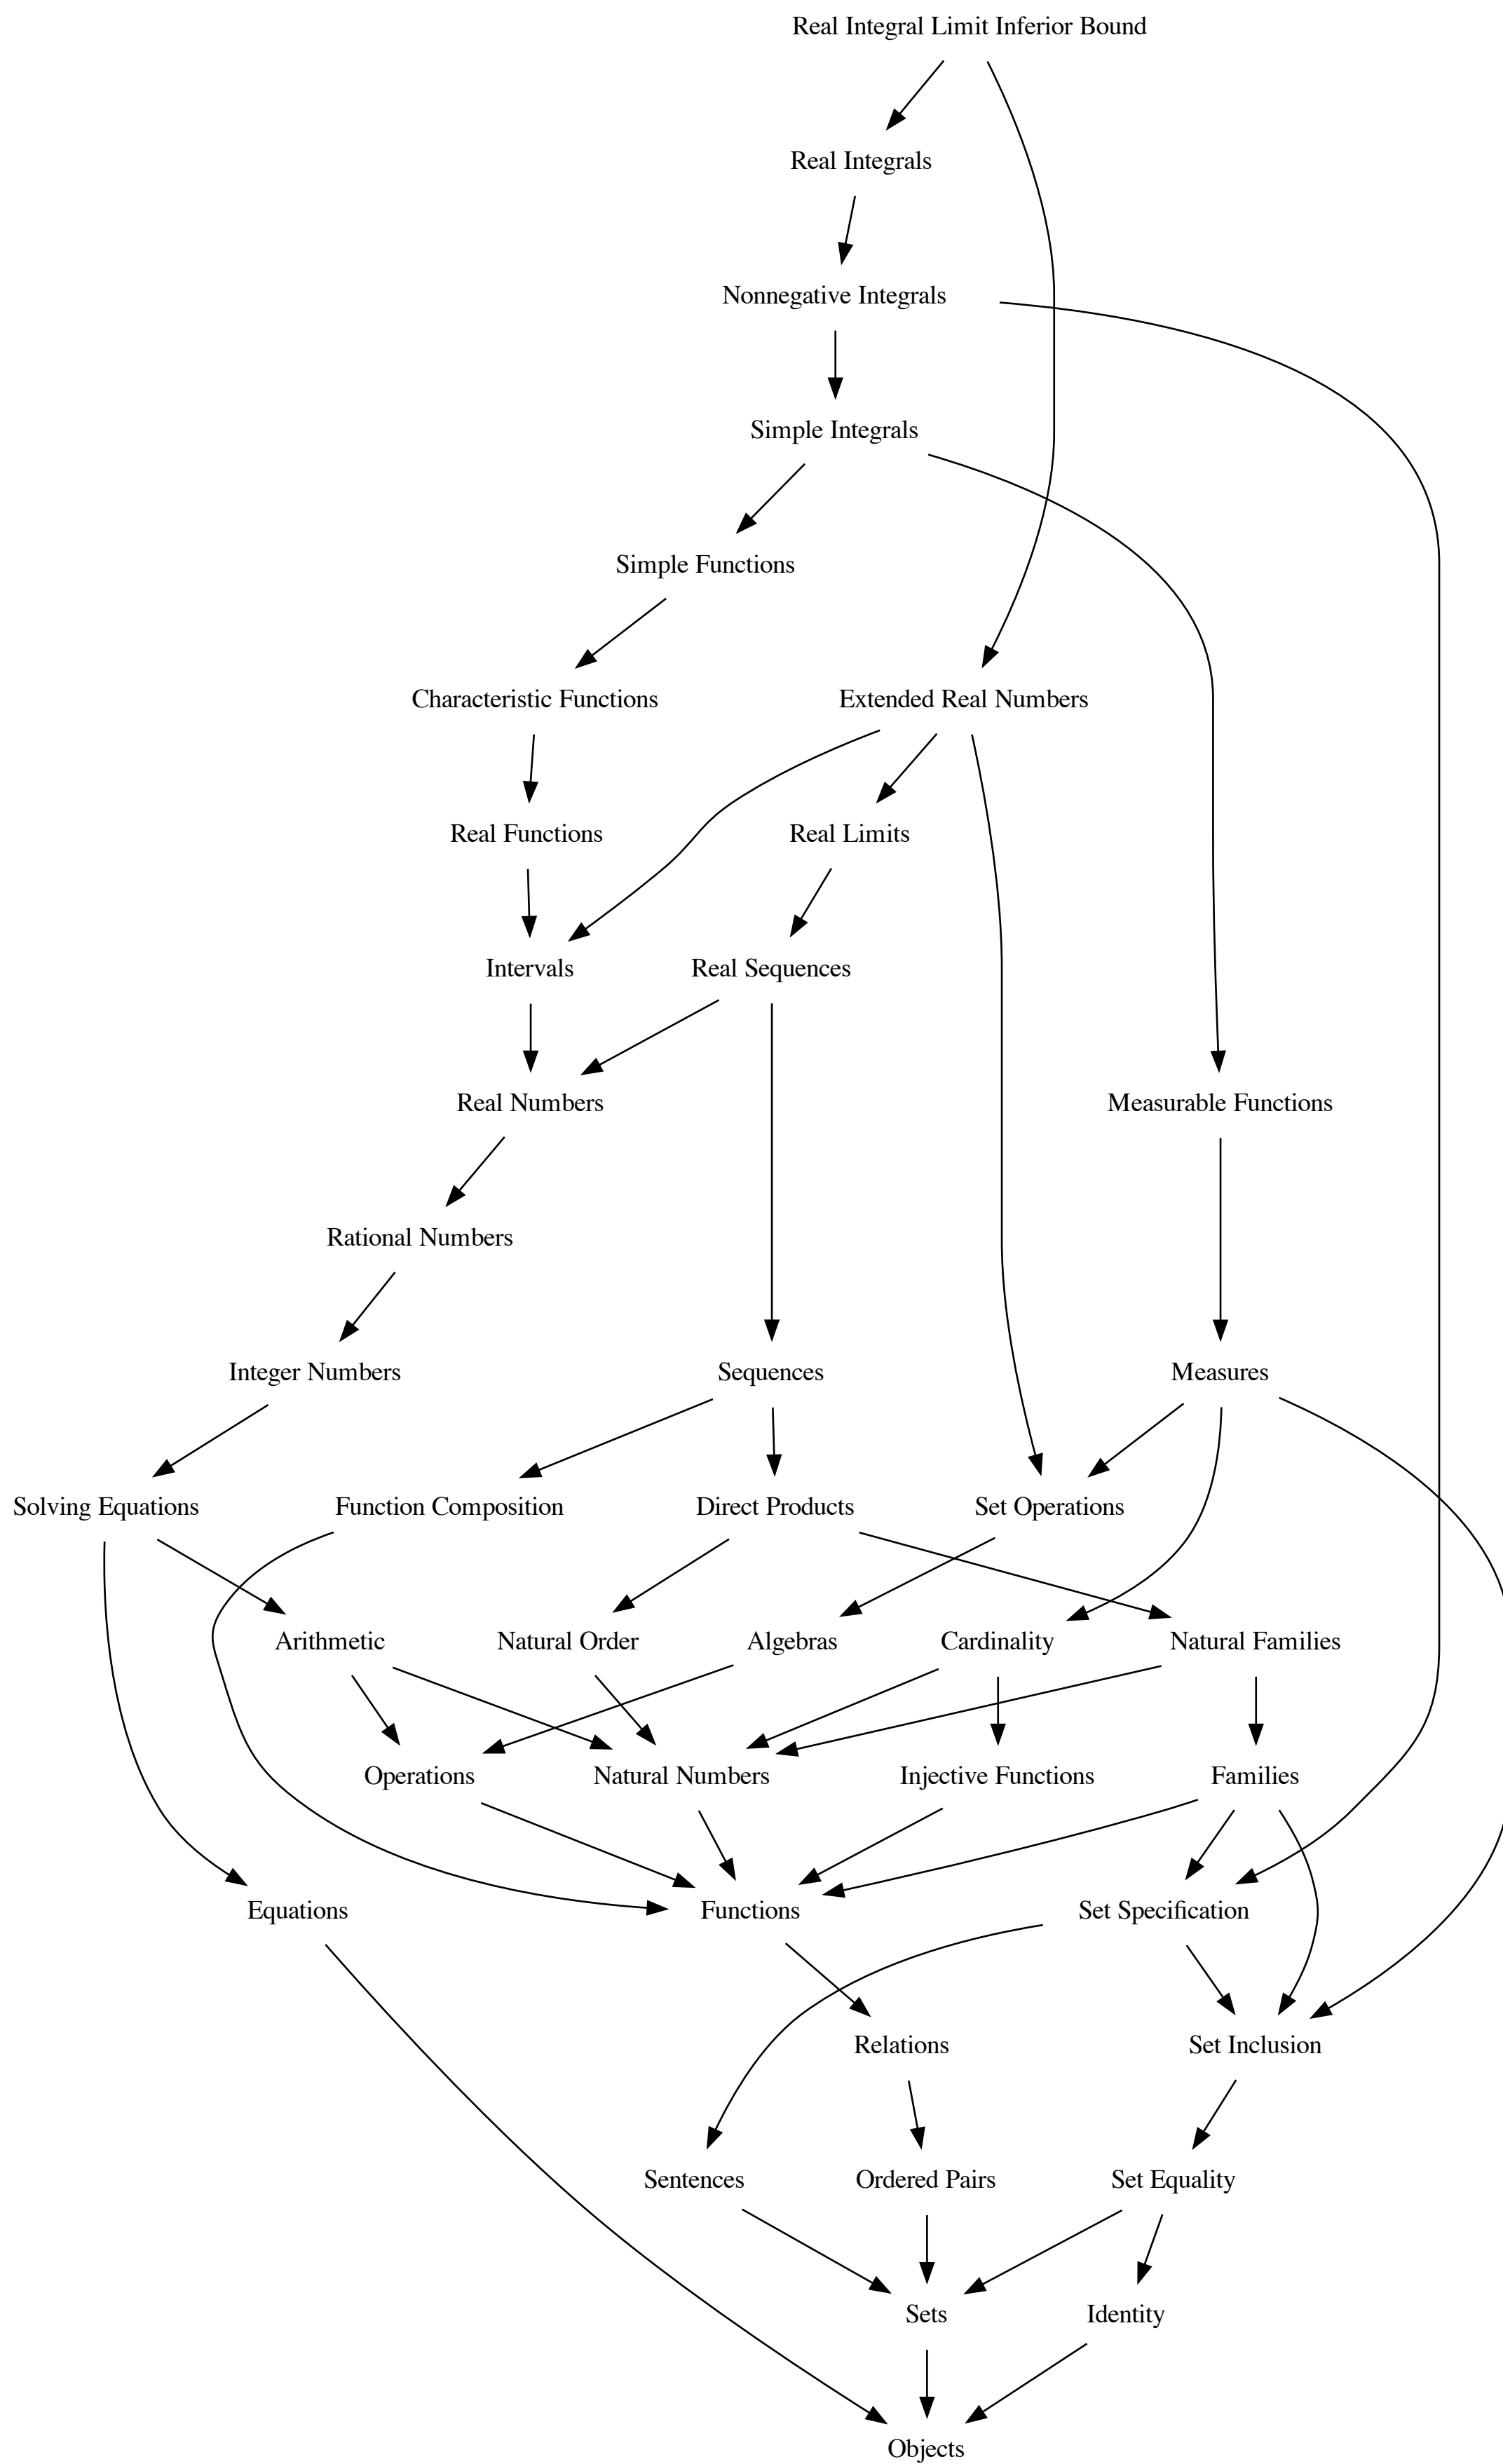 Real Integral Limit Inferior Bound
Real Integrals
Nonnegative Integrals
Simple Integrals
Simple Functions
Characteristic Functions
Extended Real Numbers
Real Functions
Real Limits
Intervals
Real Sequences
Real Numbers
Measurable Functions
Rational Numbers
Integer Numbers
Sequences
Measures
Solving Equations
Function Composition
Direct Products
Set Operations
Arithmetic
Natural Order
Algebras
Cardinality
Natural Families
Operations
Natural Numbers
Injective Functions
Families
Equations
Functions
Set Specification
Relations
Set Inclusion
Sentences
Ordered Pairs
Set Equality
Sets
Identity
Objects